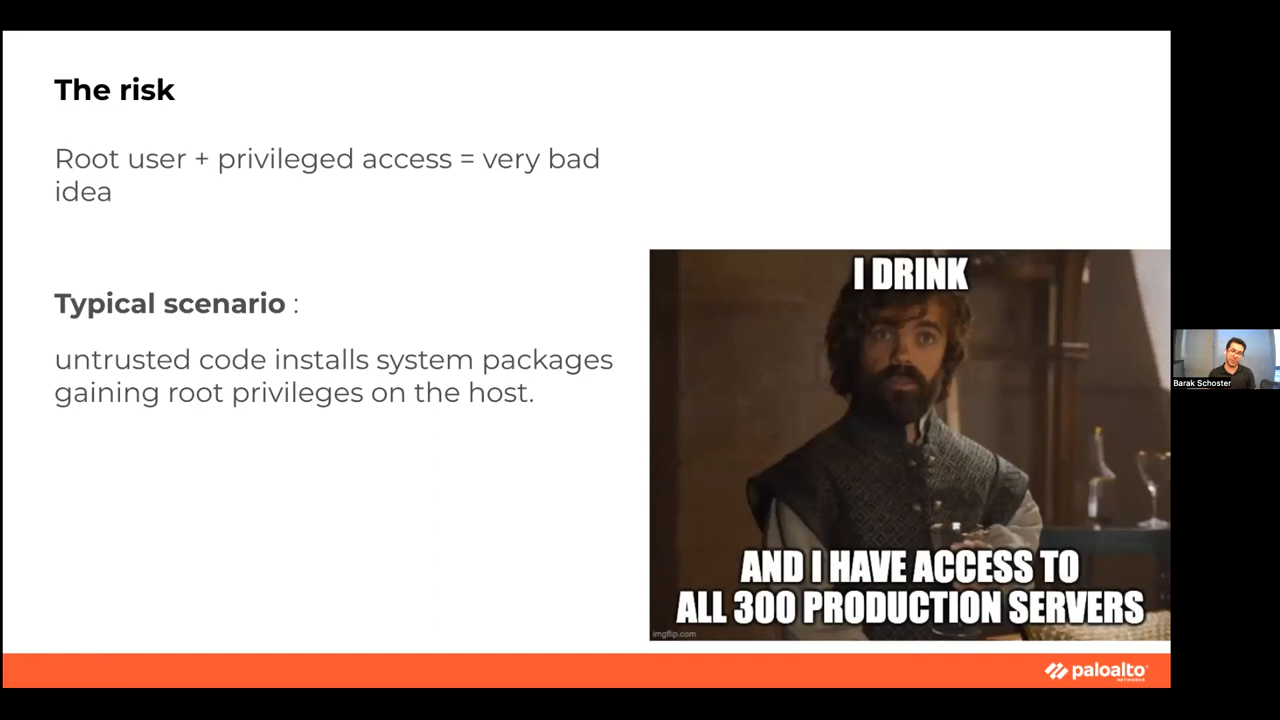 The risk
Root user + privileged access = very bad
idea
Typical scenario :
untrusted code installs system packages
gaining root privileges on the host.
I DRINK
AND I HAVE ACCESS TO
ALL 300 PRODUCTION SERVERS
imgflip.com
Barak Schoster
paloalto
NETWORKS